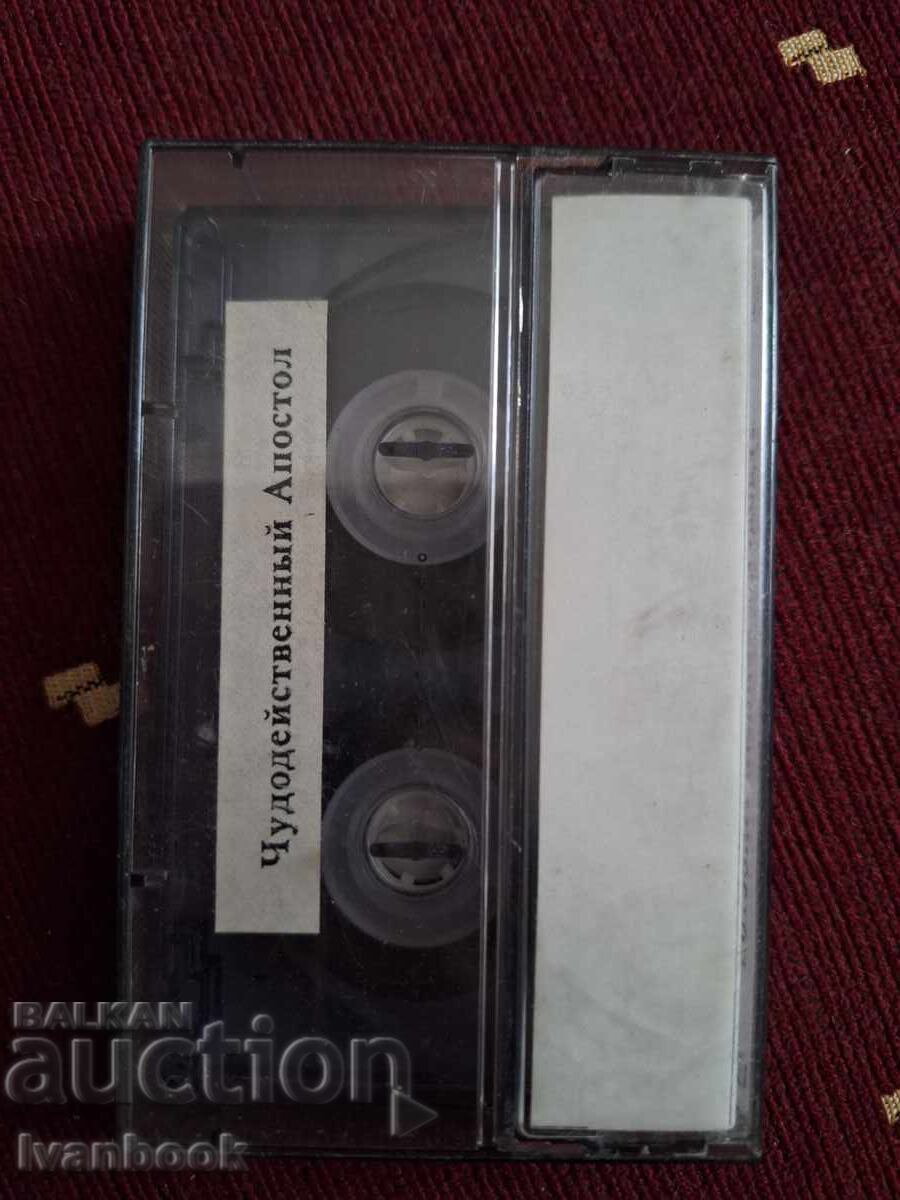 Чудодейственный Апостол
BALKAN
auction
Ivanbook